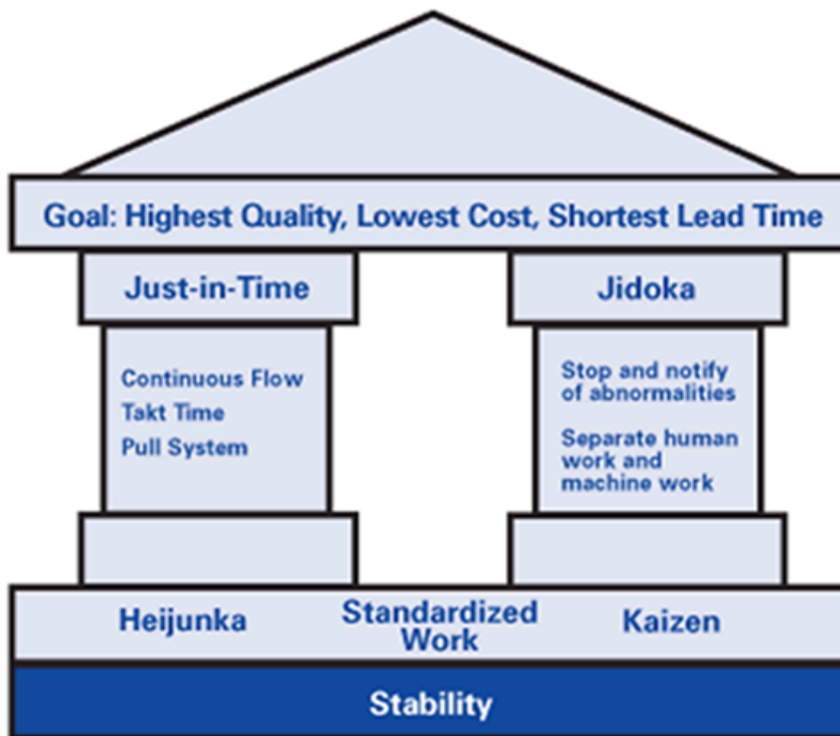 Goal: Highest Quality, Lowest Cost, Shortest Lead Time
Just-in-Time
Continuous Flow
Takt Time
Pull System
Jidoka
Stop and notify
of abnormalities
Separate human
work and
machine work
Heijunka
Standardized
Work
Kaizen
Stability